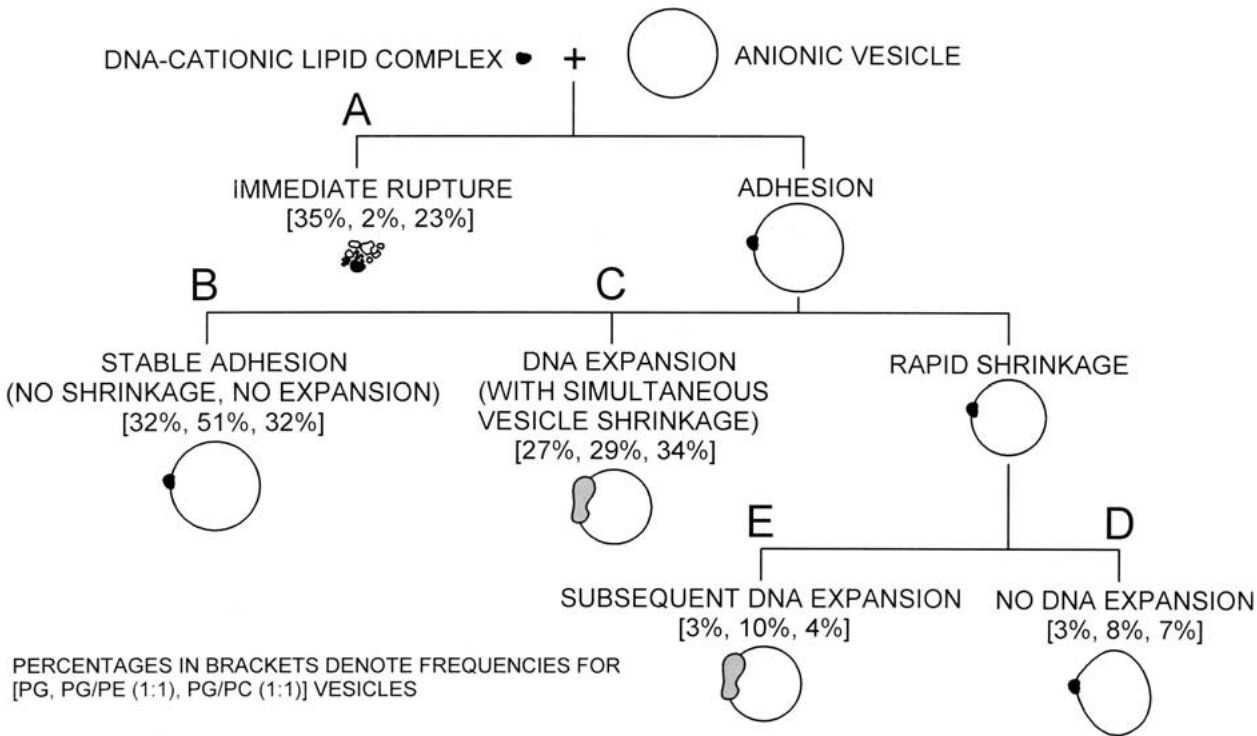 DNA-CATIONIC LIPID COMPLEX + ANIONIC VESICLE
A
IMMEDIATE RUPTURE
[35%, 2%, 23%]
ADHESION
B
C
STABLE ADHESION
(NO SHRINKAGE, NO EXPANSION)
[32%, 51%, 32%]
DNA EXPANSION
(WITH SIMULTANEOUS
VESICLE SHRINKAGE)
[27%, 29%, 34%]
RAPID SHRINKAGE
E
D
SUBSEQUENT DNA EXPANSION
[3%, 10%, 4%]
NO DNA EXPANSION
[3%, 8%, 7%]
PERCENTAGES IN BRACKETS DENOTE FREQUENCIES FOR
[PG, PG/PE (1:1), PG/PC (1:1)] VESICLES